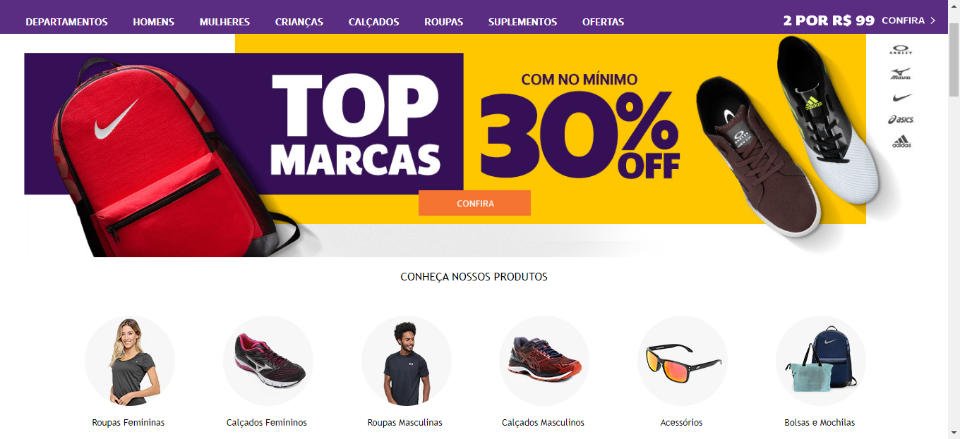 DEPARTAMENTOS HOMENS MULHERES CRIANÇAS CALÇADOS ROUPAS SUPLEMENTOS OFERTAS 2 POR R$ 99 CONFIRA
TOP
MARCAS
COM NO MÍNIMO
30%
OFF
CONFIRA
OAKLEY
Mizuno
asics
adidas
CONHEÇA NOSSOS PRODUTOS
Roupas Femininas Calçados Femininos Roupas Masculinas Calçados Masculinos Acessórios Bolsas e Mochilas